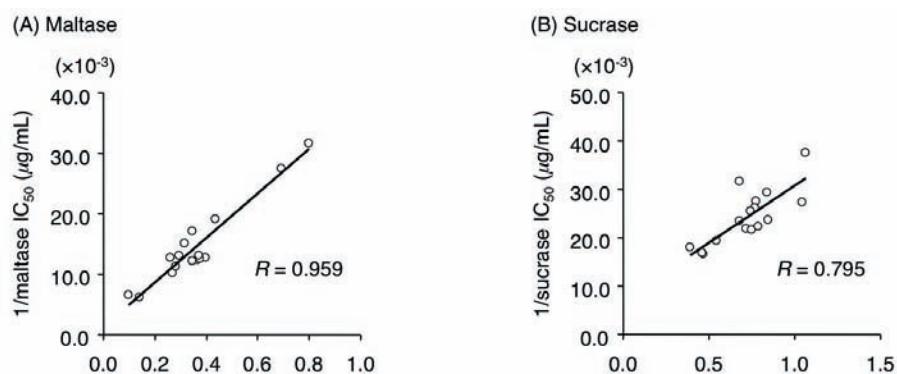 (A) Maltase
(×10⁻³)
1/maltase IC₅₀ (μg/mL)
40.0
30.0
20.0
10.0
0.0
R = 0.959
0.0 0.2 0.4 0.6 0.8 1.0
(B) Sucrase
(×10⁻³)
1/sucrase IC₅₀ (μg/mL)
50.0
40.0
30.0
20.0
10.0
0.0
R = 0.795
0.0 0.5 1.0 1.5